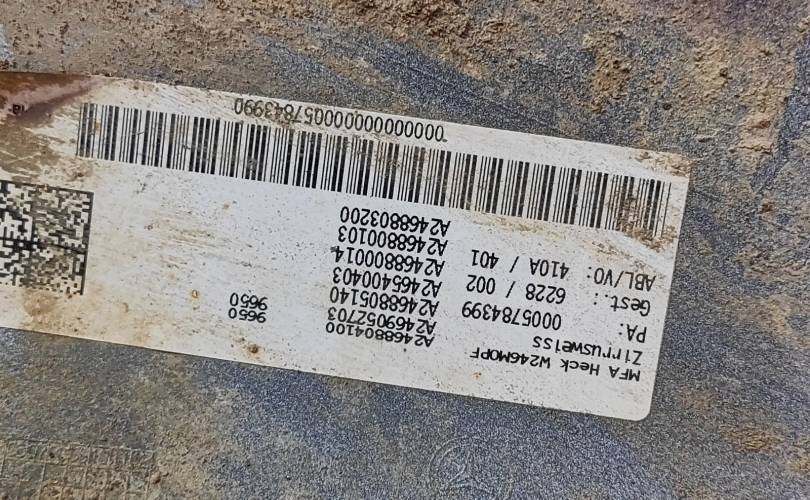 MFA Heck W246MOPF
Zirrusweiss
PA: 0005784399
Gest.: 6228 / 002
ABL/VO: 410A / 401
A2468804100 9650
A2469052703 9650
A2468805140
A2465400403
A2468800014
A2468800103
A2468803200